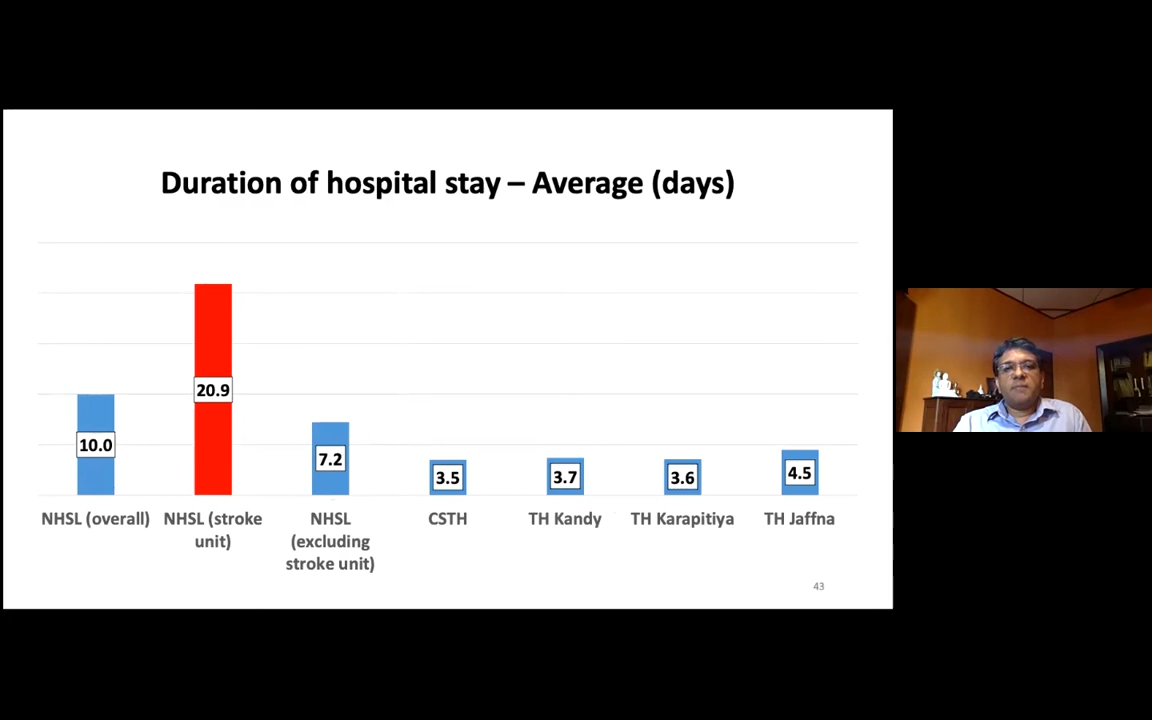 Duration of hospital stay – Average (days)
10.0
20.9
7.2
3.5
3.7
3.6
4.5
NHSL (overall)
NHSL (stroke
unit)
NHSL
(excluding
stroke unit)
CSTH
TH Kandy
TH Karapitiya
TH Jaffna
43